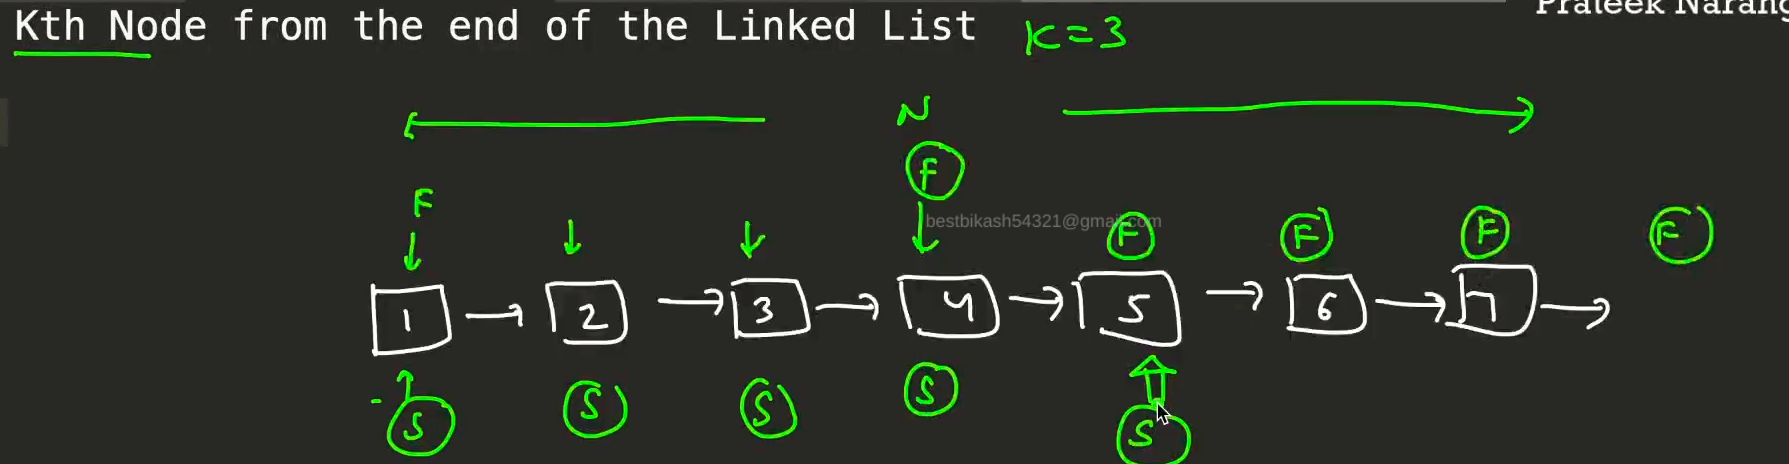 Prateek Narang
Kth Node from the end of the Linked List K=3
N
F
F
bestbikash54321@gmail.com
F F F F
1 2 3 4 5 6 7
S S S S S